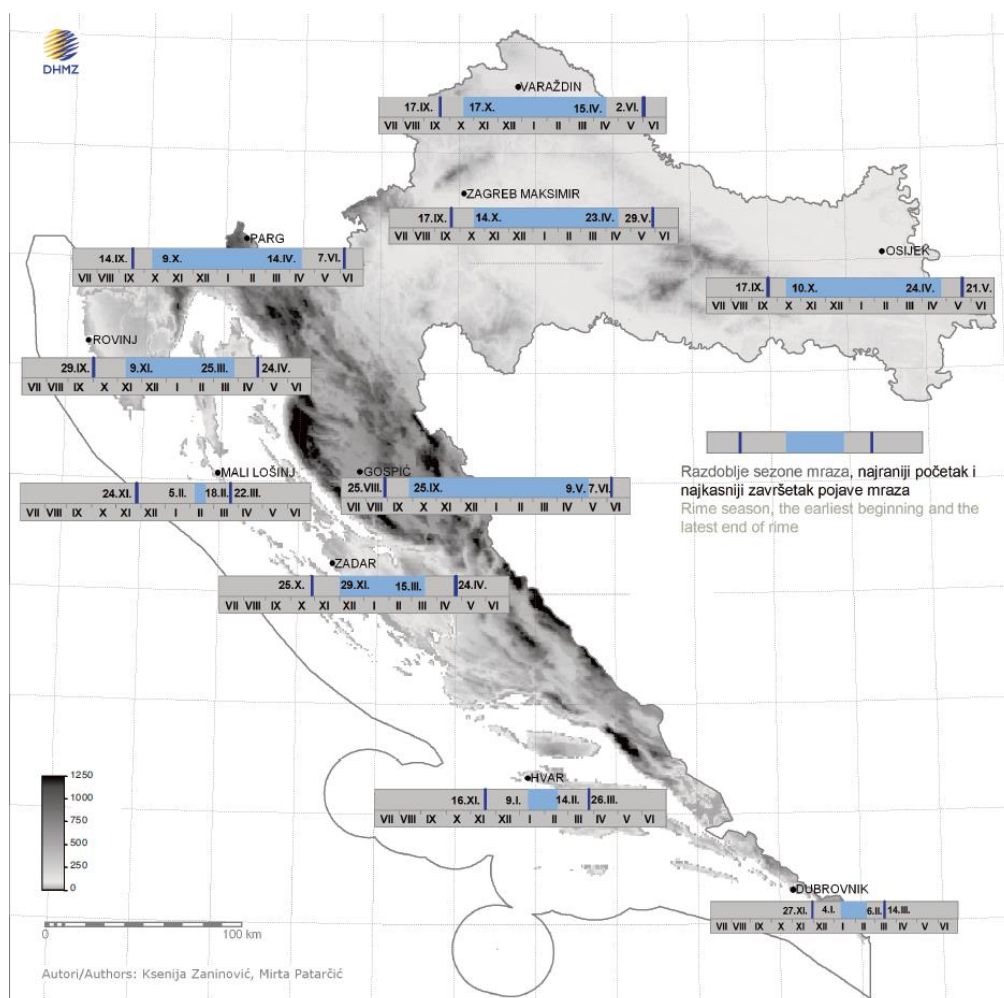 DHMZ
VARAŽDIN
17.IX. 17.X. 15.IV. 2.VI.
VII VIII IX X XI XII I II III IV V VI
ZAGREB MAKSIMIR
17.IX. 14.X. 23.IV. 29.V.
VII VIII IX X XI XII I II III IV V VI
PARG
14.IX. 9.X. 14.IV. 7.VI.
VII VIII IX X XI XII I II III IV V VI
OSIJEK
17.IX. 10.X. 24.IV. 21.V.
VII VIII IX X XI XII I II III IV V VI
ROVINJ
29.IX. 9.XI. 25.III. 24.IV.
VII VIII IX X XI XII I II III IV V VI
Razdoblje sezone mraza, najraniji početak i
najkasniji završetak pojave mraza
Rime season, the earliest beginning and the
latest end of rime
MALI LOŠINJ
24.XI. 5.II. 18.II. 22.III.
VII VIII IX X XI XII I II III IV V VI
GOSPIĆ
25.VIII. 25.IX. 9.V. 7.VI.
VII VIII IX X XI XII I II III IV V VI
ZADAR
25.X. 29.XI. 15.III. 24.IV.
VII VIII IX X XI XII I II III IV V VI
HVAR
16.XI. 9.I. 14.II. 26.III.
VII VIII IX X XI XII I II III IV V VI
DUBROVNIK
27.XI. 4.I. 6.II. 14.III.
VII VIII IX X XI XII I II III IV V VI
1250
1000
750
500
250
0
0 100 km
Autori/Authors: Ksenija Zaninović, Mirta Patarčić